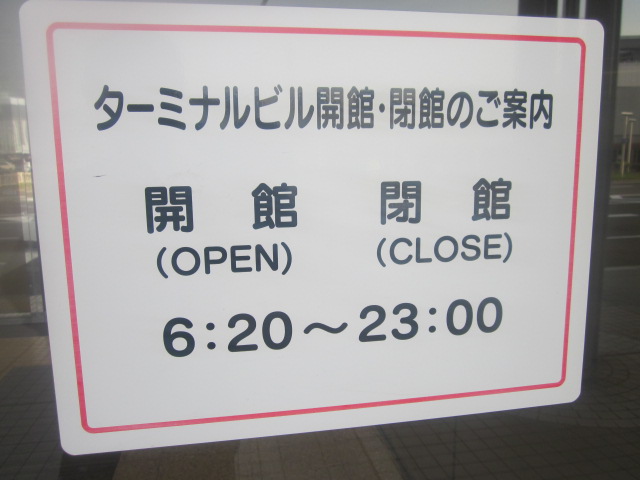 ターミナルビル開館・閉館のご案内
開 館 閉 館
(OPEN) (CLOSE)
6:20～23:00